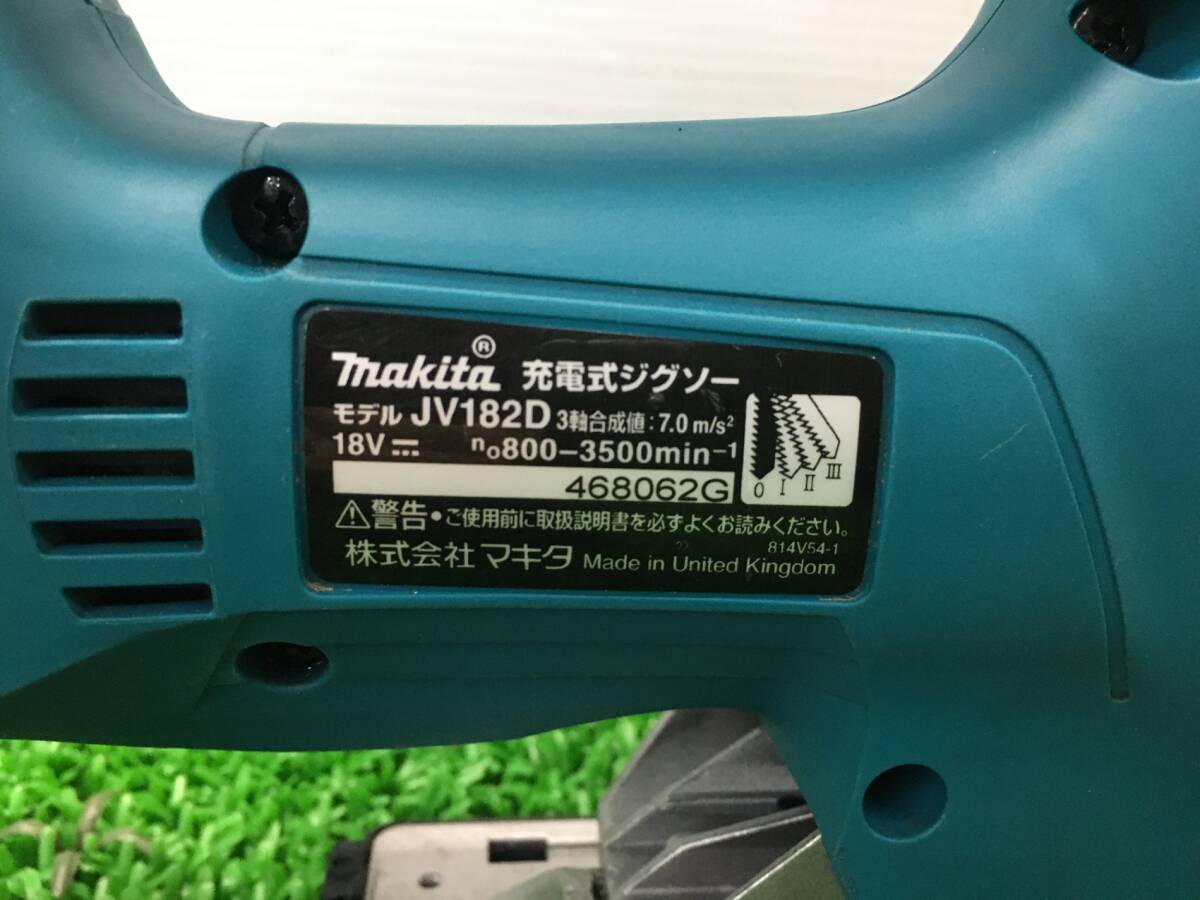 makita® 充電式ジグソー
モデル JV182D 3軸合成値:7.0 m/s²
18V⎓ n₀800-3500min⁻¹
468062G
0 I II III
⚠警告•ご使用前に取扱説明書を必ずよくお読みください。
814V54-1
株式会社 マキタ Made in United Kingdom